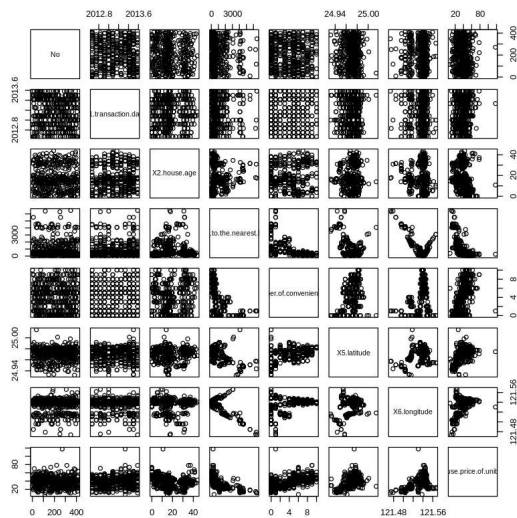 2012.8 2013.6 0 3000 24.94 25.00 20 80
No 0 200 400
2012.8 2013.6 l.transaction.da
X2.house.age 0 20 40
0 3000 .to.the.nearest.l
er.of.convenien 0 4 8
24.94 25.00 X5.latitude
X6.longitude 121.48 121.56
20 80 use.price.of.unit
0 200 400 0 20 40 0 4 8 121.48 121.56